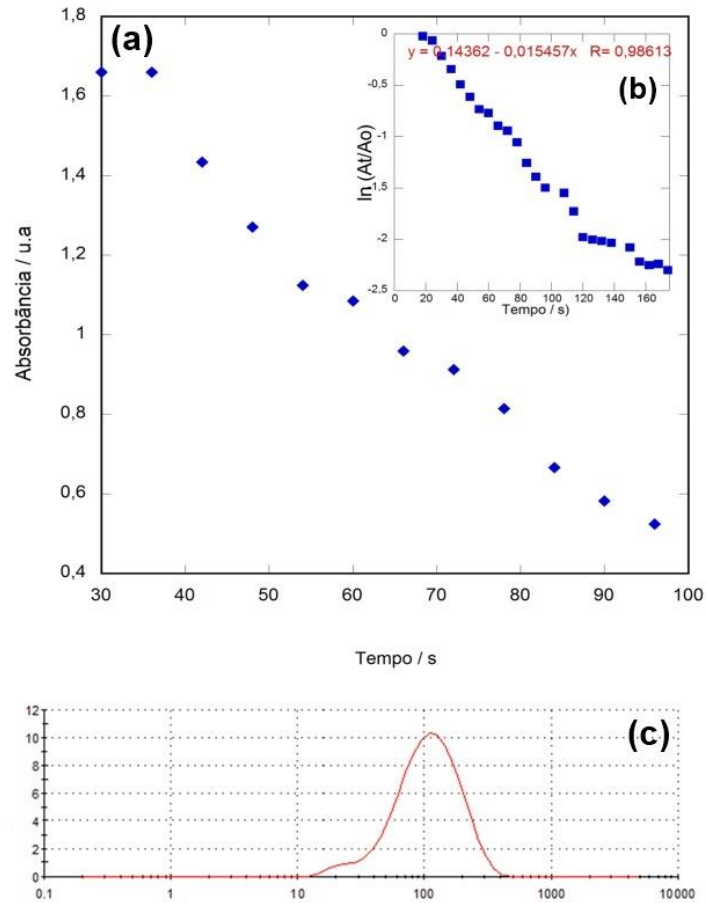 (a)
1,8
1,6
1,4
1,2
1
0,8
0,6
0,4
Absorbãncia / u.a
30 40 50 60 70 80 90 100
Tempo / s
y = 0,14362 - 0,015457x R= 0,98613
(b)
0
-0,5
-1
-1,5
-2
-2,5
ln (At/Ao)
0 20 40 60 80 100 120 140 160
Tempo / s)
(c)
12
10
8
6
4
2
0
0.1 1 10 100 1000 10000